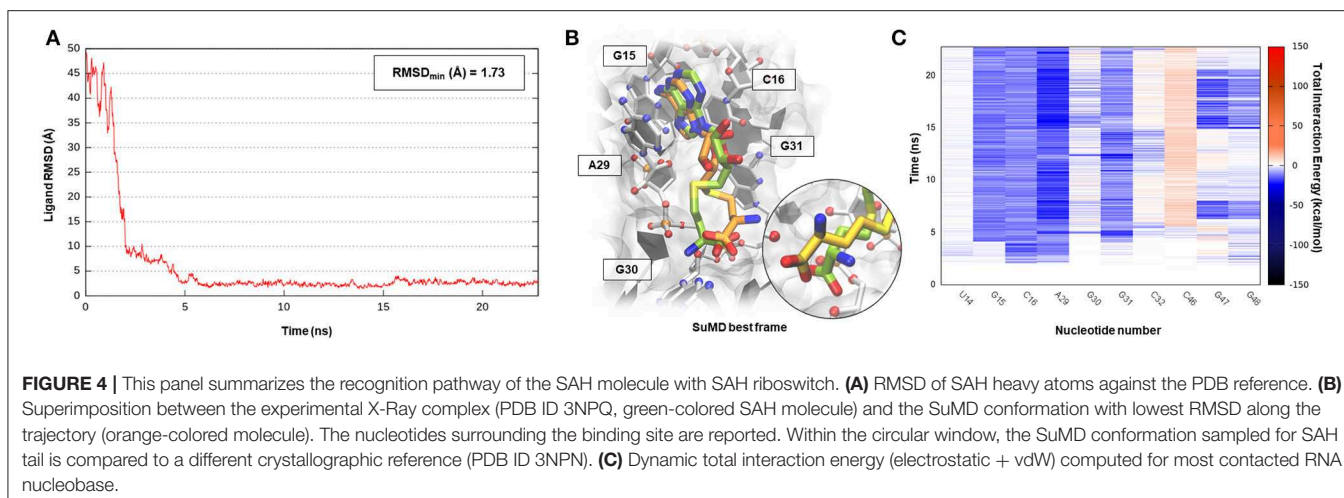 A
Ligand RMSD (Å)
50
45
40
35
30
25
20
15
10
5
0
RMSDmin (Å) = 1.73
0 5 10 15 20
Time (ns)
B
G15
C16
A29
G31
G30
SuMD best frame
C
Time (ns)
20
15
10
5
0
U14 G15 C16 A29 G30 G31 C32 C46 G47 G48
Nucleotide number
150
100
50
0
-50
-100
-150
Total Interaction Energy (kcal/mol)
FIGURE 4 | This panel summarizes the recognition pathway of the SAH molecule with SAH riboswitch. (A) RMSD of SAH heavy atoms against the PDB reference. (B)
Superimposition between the experimental X-Ray complex (PDB ID 3NPQ, green-colored SAH molecule) and the SuMD conformation with lowest RMSD along the
trajectory (orange-colored molecule). The nucleotides surrounding the binding site are reported. Within the circular window, the SuMD conformation sampled for SAH
tail is compared to a different crystallographic reference (PDB ID 3NPN). (C) Dynamic total interaction energy (electrostatic + vdW) computed for most contacted RNA
nucleobase.